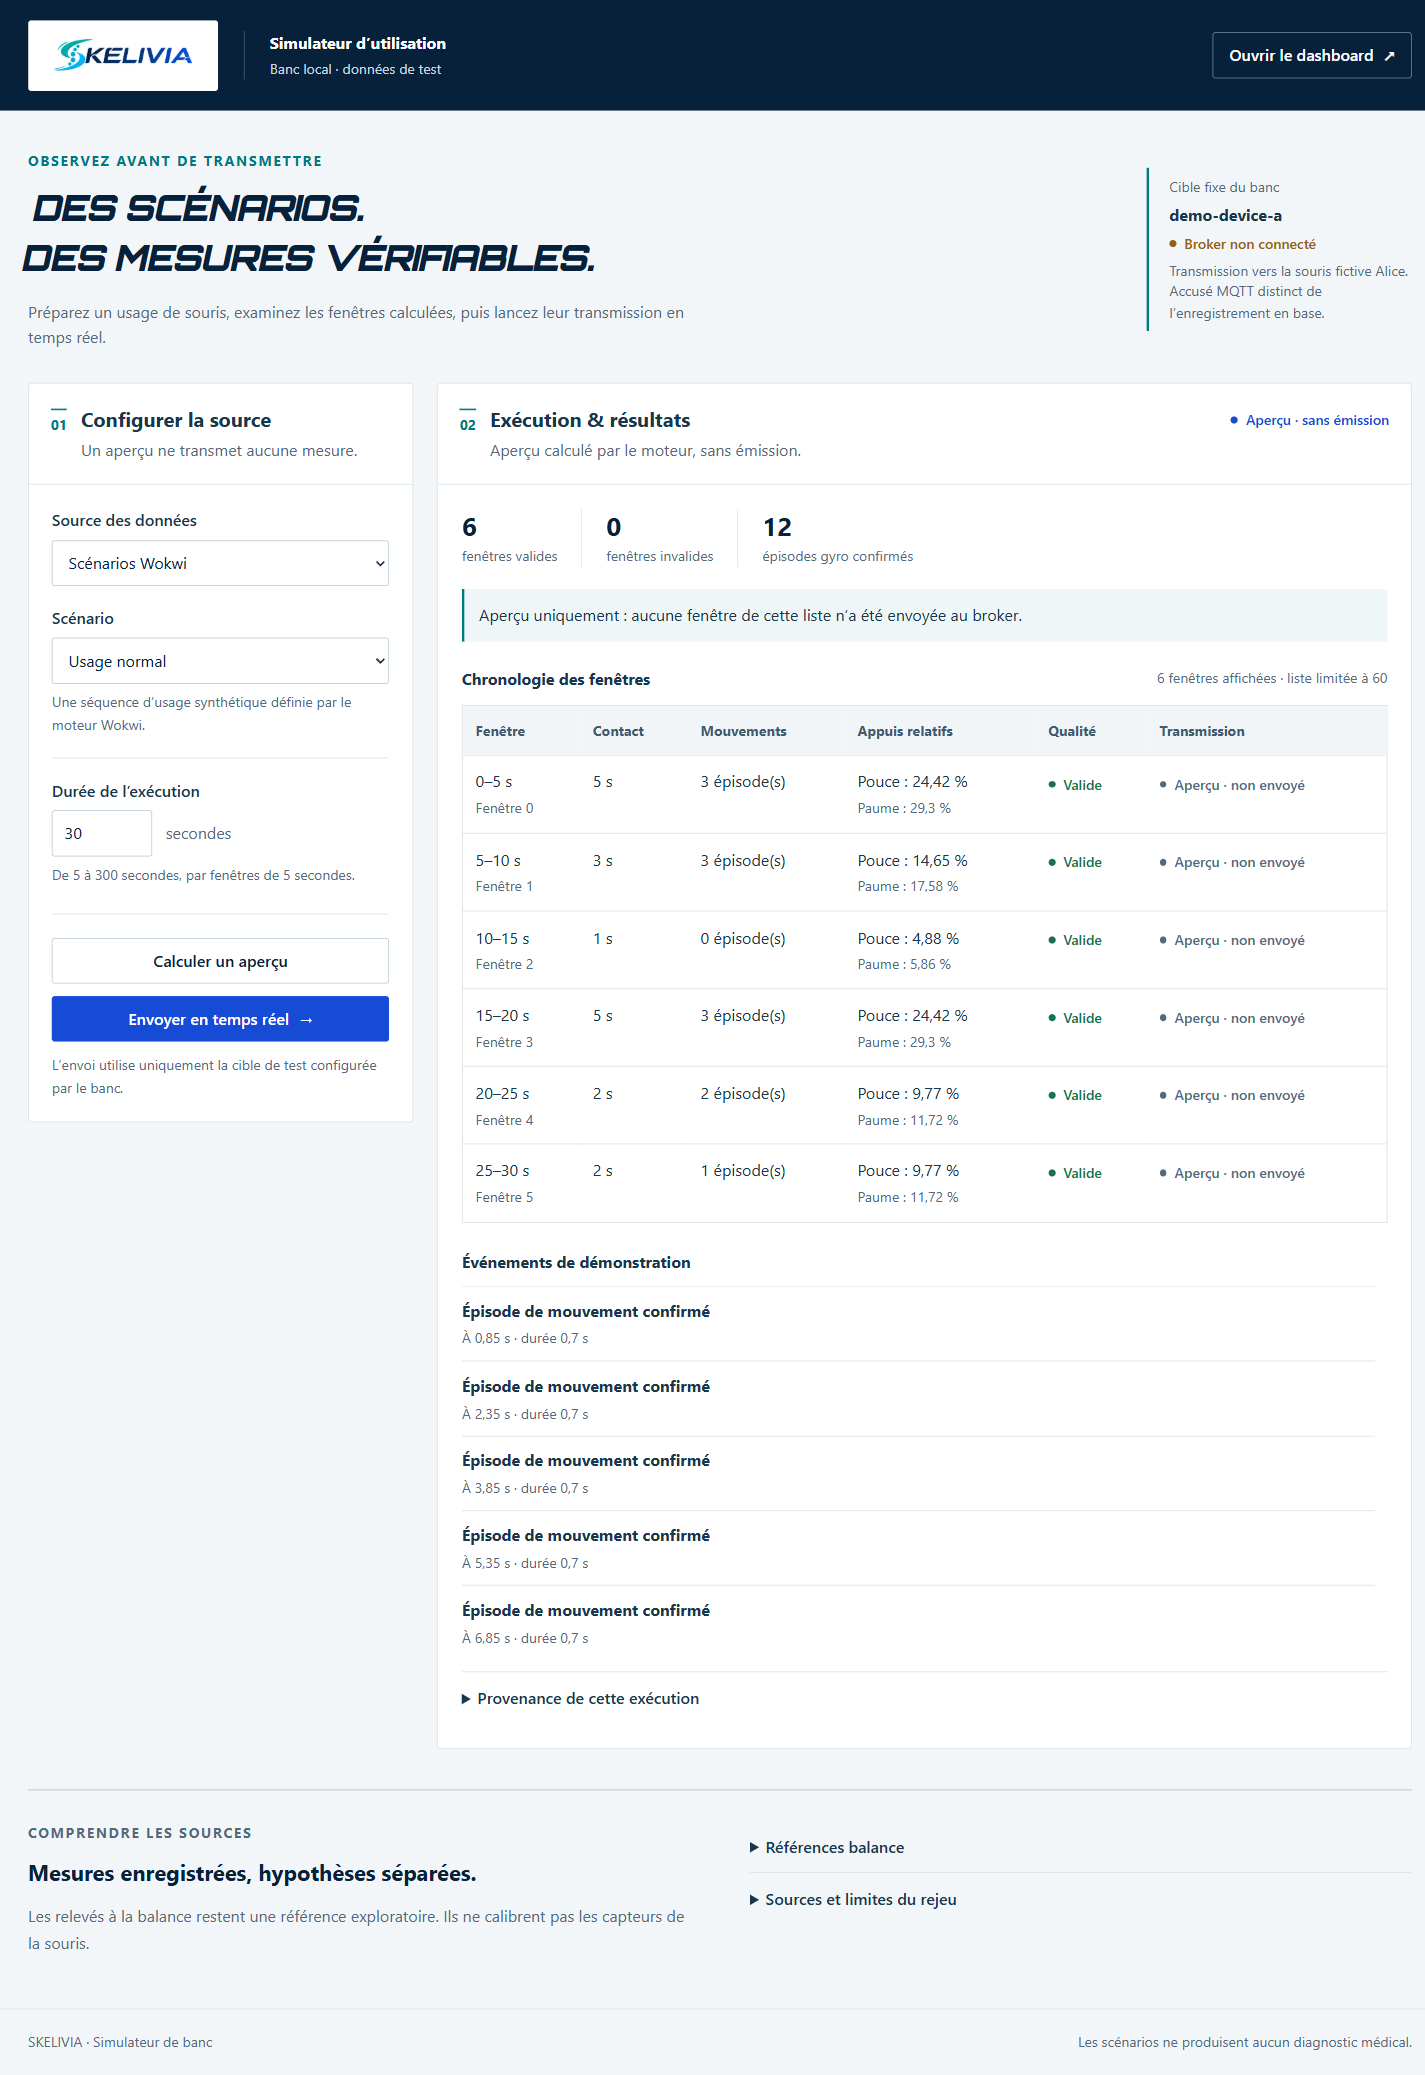 SKELIVIA
Simulateur d’utilisation
Banc local · données de test
Ouvrir le dashboard ↗
OBSERVEZ AVANT DE TRANSMETTRE
DES SCÉNARIOS.
DES MESURES VÉRIFIABLES.
Préparez un usage de souris, examinez les fenêtres calculées, puis lancez leur transmission en
temps réel.
Cible fixe du banc
demo-device-a
● Broker non connecté
Transmission vers la souris fictive Alice.
Accusé MQTT distinct de
l’enregistrement en base.
01 Configurer la source
Un aperçu ne transmet aucune mesure.
Source des données
Scénarios Wokwi
Scénario
Usage normal
Une séquence d’usage synthétique définie par le
moteur Wokwi.
Durée de l’exécution
30 secondes
De 5 à 300 secondes, par fenêtres de 5 secondes.
Calculer un aperçu
Envoyer en temps réel →
L’envoi utilise uniquement la cible de test configurée
par le banc.
02 Exécution & résultats
Aperçu calculé par le moteur, sans émission.
● Aperçu · sans émission
6 0 12
fenêtres valides fenêtres invalides épisodes gyro confirmés
Aperçu uniquement : aucune fenêtre de cette liste n’a été envoyée au broker.
Chronologie des fenêtres 6 fenêtres affichées · liste limitée à 60
Fenêtre Contact Mouvements Appuis relatifs Qualité Transmission
0–5 s 5 s 3 épisode(s) Pouce : 24,42 % ● Valide ● Aperçu · non envoyé
Fenêtre 0 Paume : 29,3 %
5–10 s 3 s 3 épisode(s) Pouce : 14,65 % ● Valide ● Aperçu · non envoyé
Fenêtre 1 Paume : 17,58 %
10–15 s 1 s 0 épisode(s) Pouce : 4,88 % ● Valide ● Aperçu · non envoyé
Fenêtre 2 Paume : 5,86 %
15–20 s 5 s 3 épisode(s) Pouce : 24,42 % ● Valide ● Aperçu · non envoyé
Fenêtre 3 Paume : 29,3 %
20–25 s 2 s 2 épisode(s) Pouce : 9,77 % ● Valide ● Aperçu · non envoyé
Fenêtre 4 Paume : 11,72 %
25–30 s 2 s 1 épisode(s) Pouce : 9,77 % ● Valide ● Aperçu · non envoyé
Fenêtre 5 Paume : 11,72 %
Événements de démonstration
Épisode de mouvement confirmé
À 0,85 s · durée 0,7 s
Épisode de mouvement confirmé
À 2,35 s · durée 0,7 s
Épisode de mouvement confirmé
À 3,85 s · durée 0,7 s
Épisode de mouvement confirmé
À 5,35 s · durée 0,7 s
Épisode de mouvement confirmé
À 6,85 s · durée 0,7 s
▶ Provenance de cette exécution
COMPRENDRE LES SOURCES
Mesures enregistrées, hypothèses séparées.
Les relevés à la balance restent une référence exploratoire. Ils ne calibrent pas les capteurs de
la souris.
▶ Références balance
▶ Sources et limites du rejeu
SKELIVIA · Simulateur de banc
Les scénarios ne produisent aucun diagnostic médical.